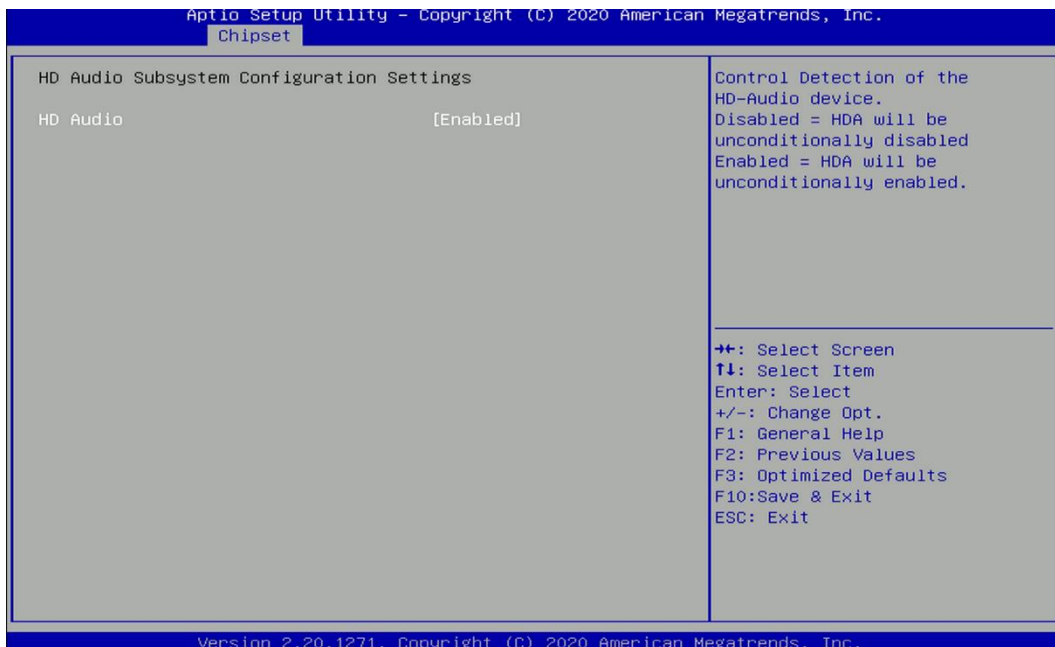 Aptio Setup Utility – Copyright (C) 2020 American Megatrends, Inc.
Chipset
HD Audio Subsystem Configuration Settings
HD Audio [Enabled]
Control Detection of the
HD-Audio device.
Disabled = HDA will be
unconditionally disabled
Enabled = HDA will be
unconditionally enabled.
→←: Select Screen
↑↓: Select Item
Enter: Select
+/-: Change Opt.
F1: General Help
F2: Previous Values
F3: Optimized Defaults
F10:Save & Exit
ESC: Exit
Version 2.20.1271. Copyright (C) 2020 American Megatrends, Inc.